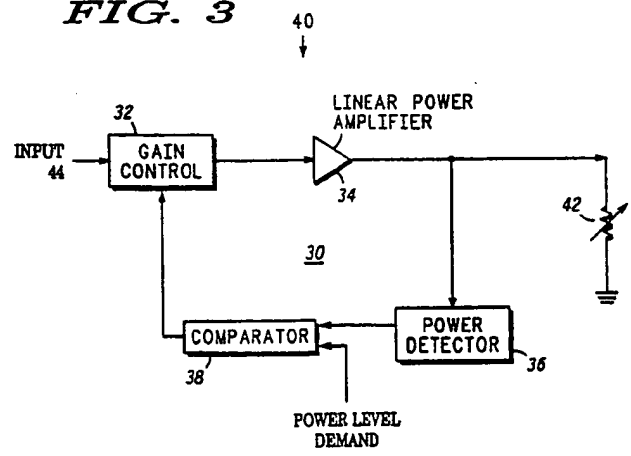 FIG. 3
40
LINEAR POWER
AMPLIFIER
32
INPUT
44
GAIN
CONTROL
34
42
30
COMPARATOR
38
POWER
DETECTOR
36
POWER LEVEL
DEMAND